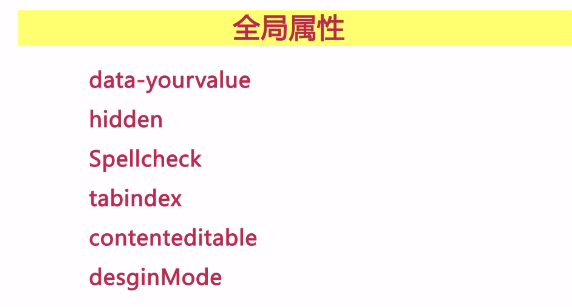 全局属性
data-yourvalue
hidden
Spellcheck
tabindex
contenteditable
desginMode